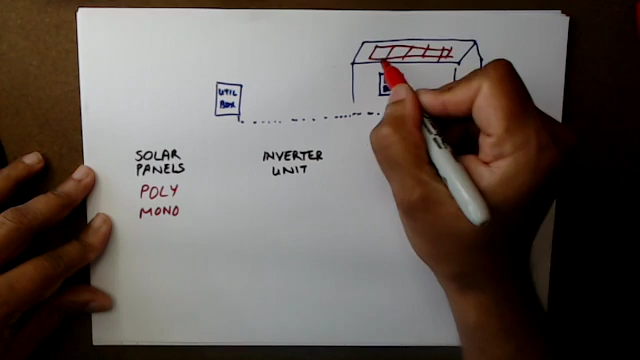 UTIL
BOX
SOLAR
PANELS
POLY
MONO
INVERTER
UNIT